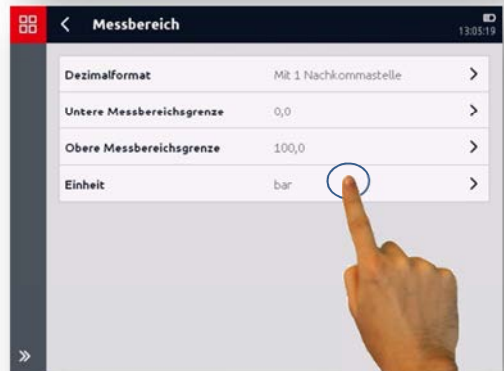 Messbereich
13:05:19
Dezimalformat Mit 1 Nachkommastelle
Untere Messbereichsgrenze 0,0
Obere Messbereichsgrenze 100,0
Einheit bar